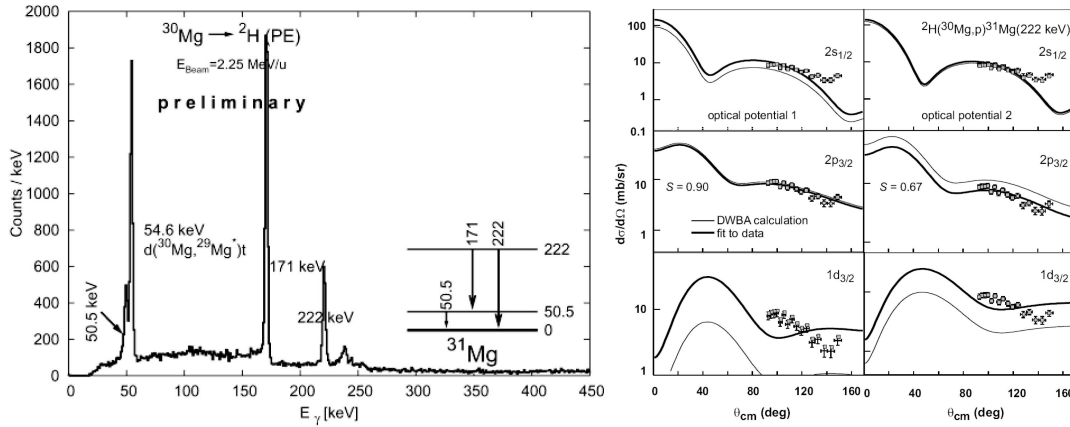 2000
1800
1600
1400
1200
1000
800
600
400
200
0
Counts / keV
³⁰Mg → ²H (PE)
E_Beam=2.25 MeV/u
preliminary
54.6 keV
d(³⁰Mg,²⁹Mg*)t
50.5 keV
171 keV
222 keV
171
222
50.5
222
50.5
0
³¹Mg
0 50 100 150 200 250 300 350 400 450
E γ [keV]
dσ/dΩ (mb/sr)
100
10
1
0.1
2s1/2
optical potential 1
²H(³⁰Mg,p)³¹Mg(222 keV)
2s1/2
optical potential 2
10
1
2p3/2
S = 0.90
DWBA calculation
fit to data
2p3/2
S = 0.67
10
1
1d3/2
1d3/2
0 40 80 120 160
0 40 80 120 160
θcm (deg)
θcm (deg)